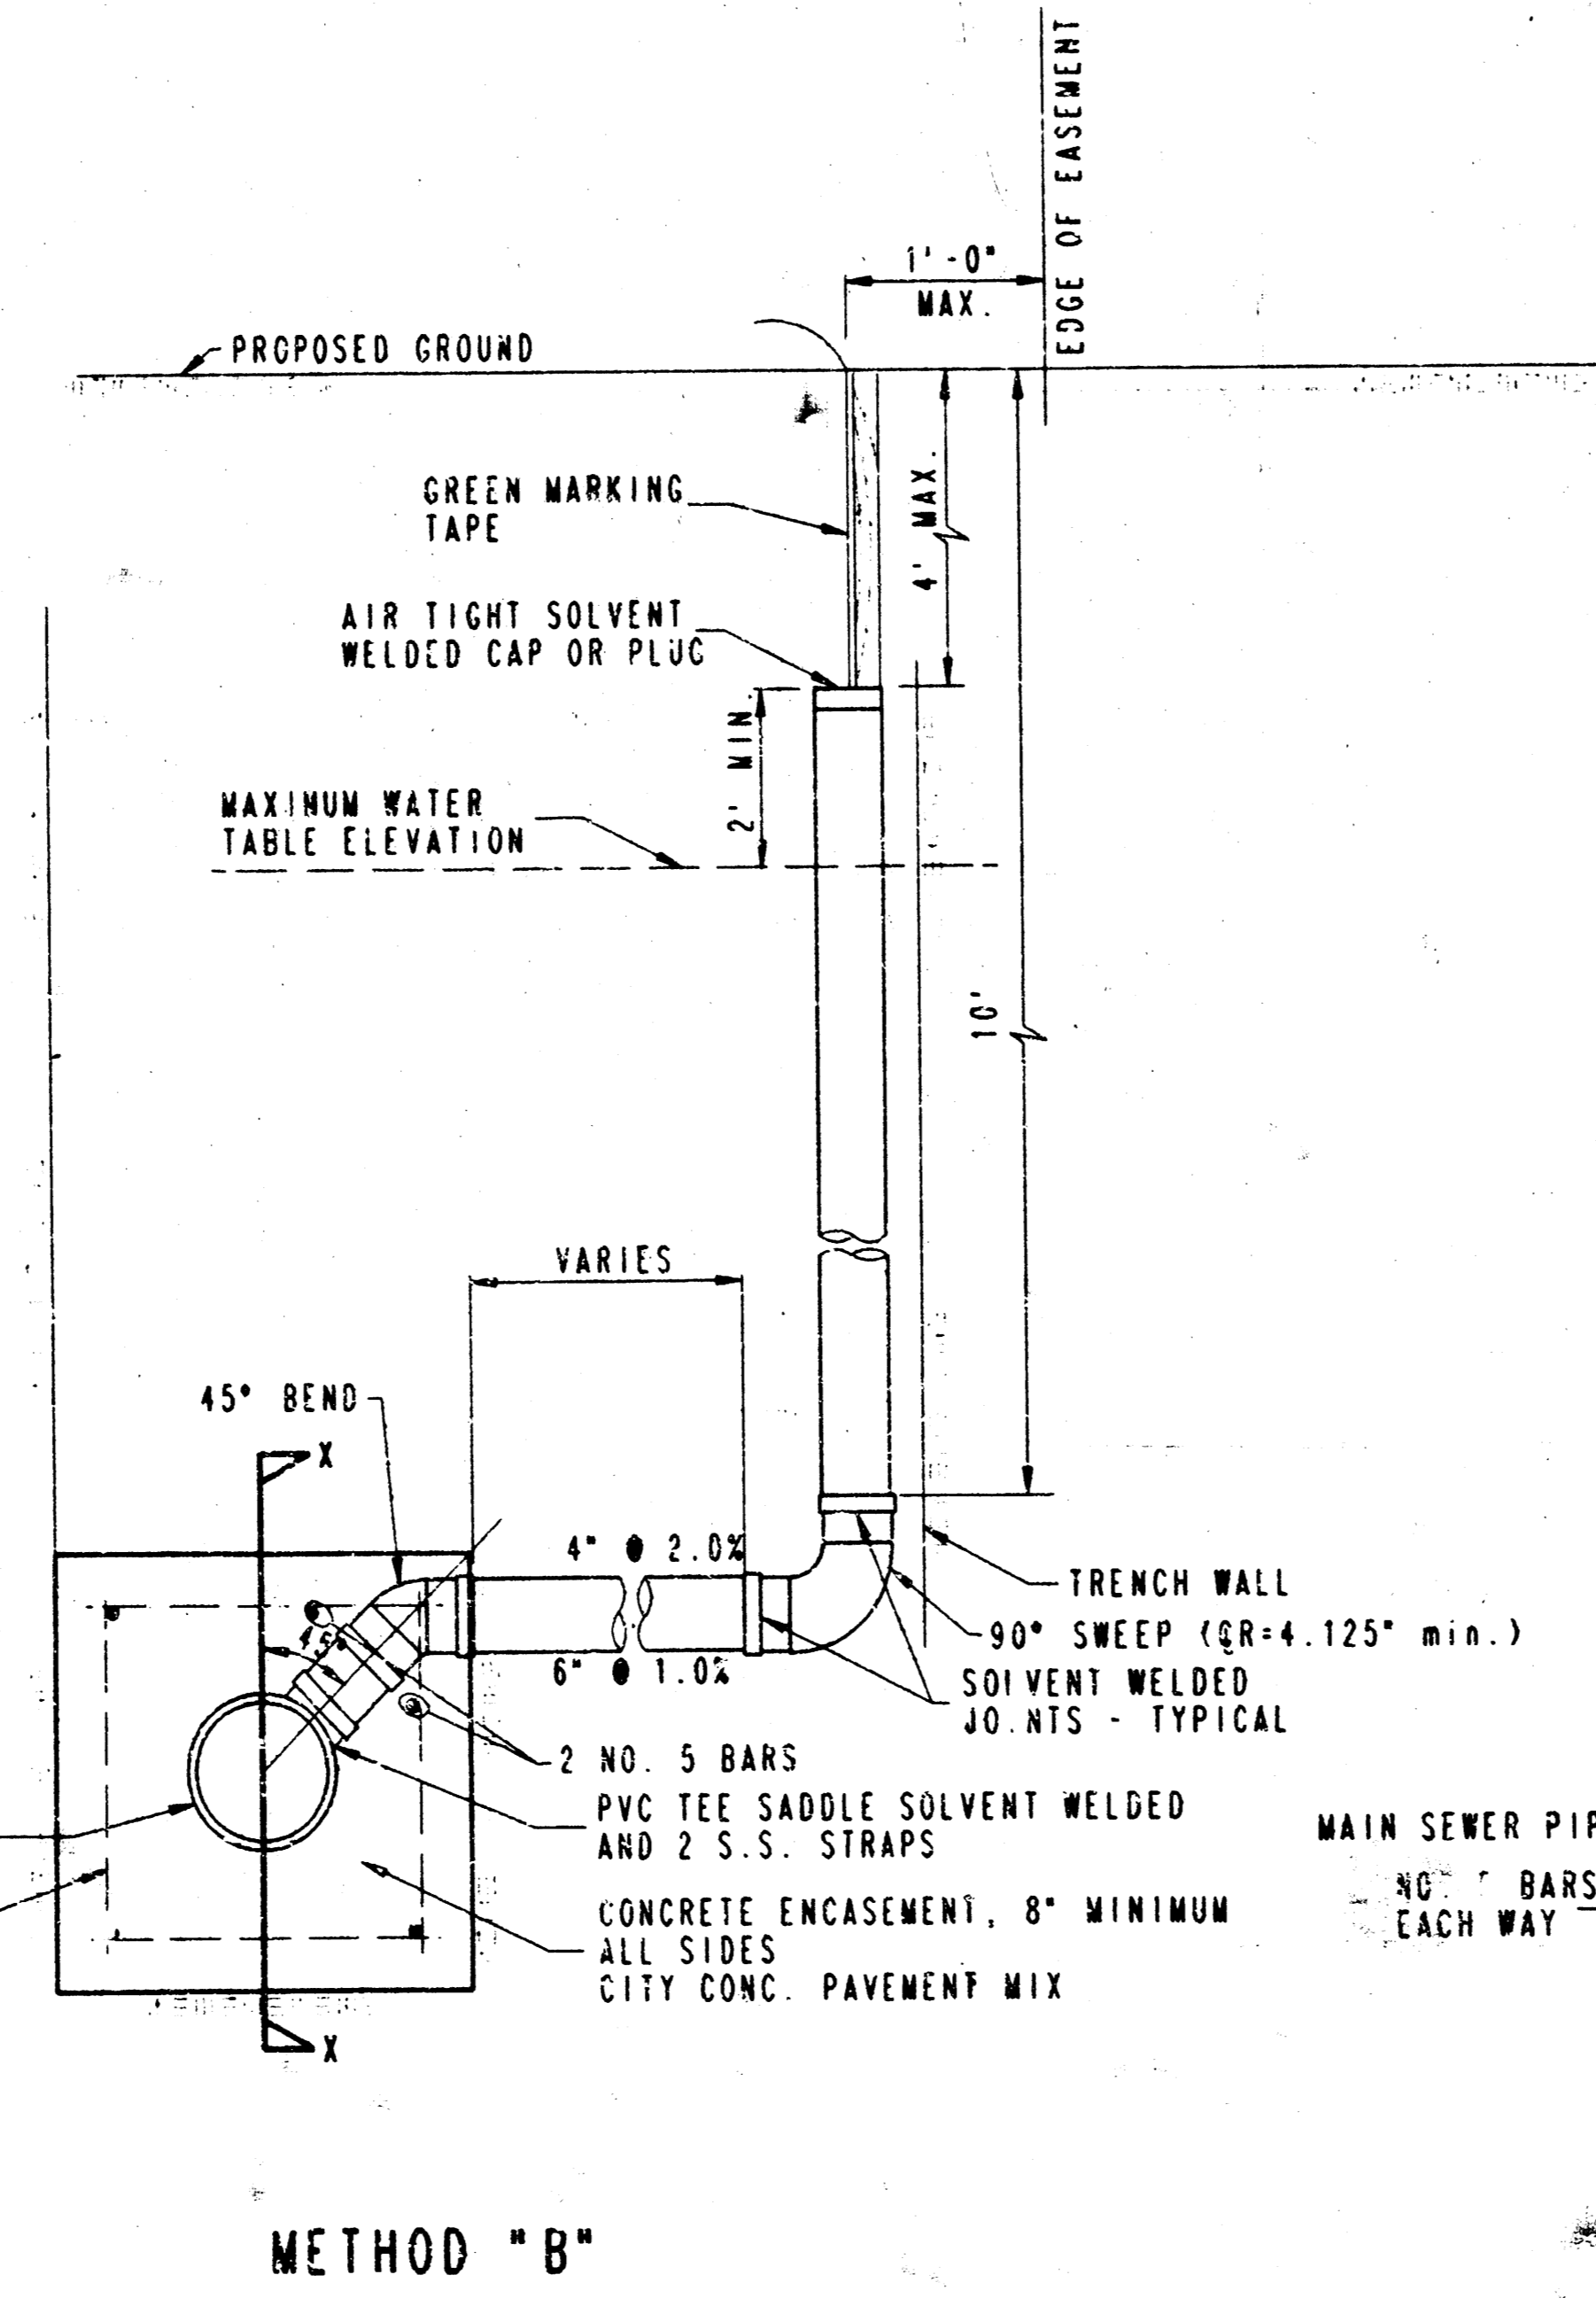 EDGE OF EASEMENT
1'-0"
MAX.
PROPOSED GROUND
GREEN MARKING
TAPE
4' MAX.
AIR TIGHT SOLVENT
WELDED CAP OR PLUG
2' MIN.
MAXIMUM WATER
TABLE ELEVATION
10'
VARIES
45° BEND
X
4" @ 2.0%
TRENCH WALL
90° SWEEP (℄R=4.125" min.)
45°
6" @ 1.0%
SOLVENT WELDED
JOINTS - TYPICAL
2 NO. 5 BARS
PVC TEE SADDLE SOLVENT WELDED
AND 2 S.S. STRAPS
MAIN SEWER PIP
NO. BARS
EACH WAY
CONCRETE ENCASEMENT, 8" MINIMUM
ALL SIDES
CITY CONC. PAVEMENT MIX
X
METHOD "B"